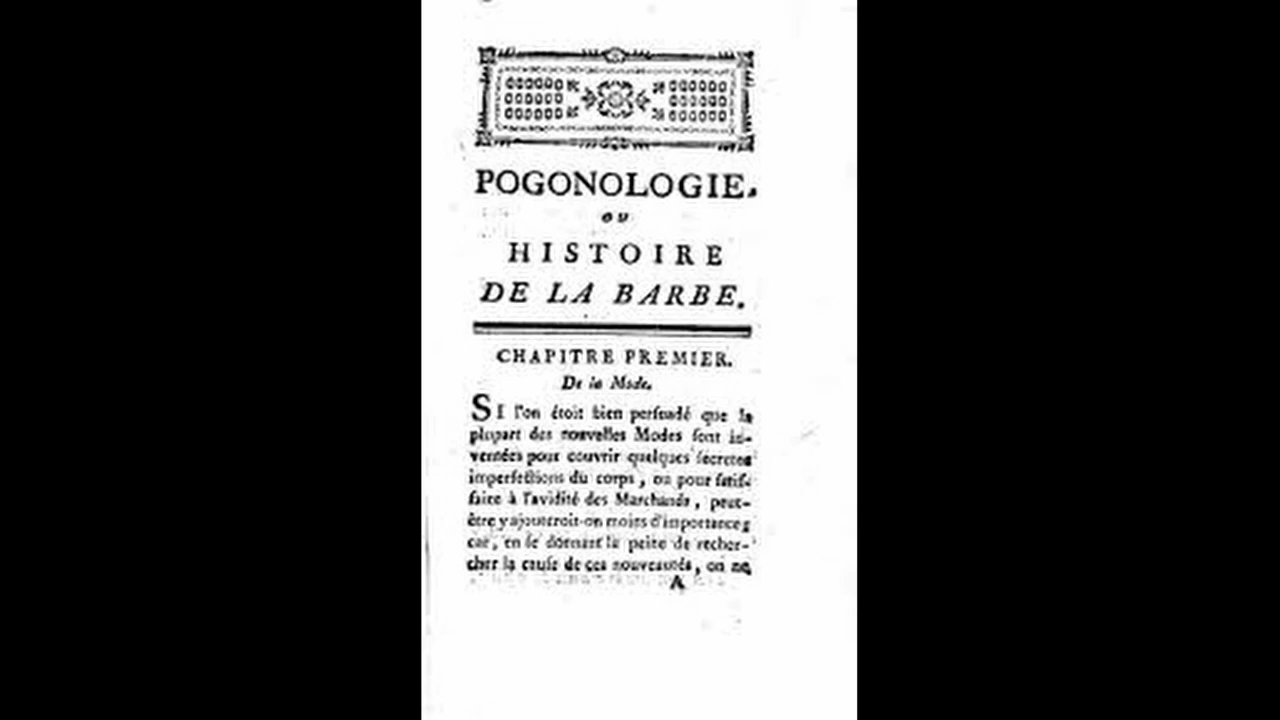 POGONOLOGIE,
OU
HISTOIRE
DE LA BARBE.
CHAPITRE PREMIER.
De la Mode.
SI l'on étoit bien persuadé que la
plupart des nouvelles Modes sont in-
ventées pour couvrir quelques secretes
imperfections du corps, ou pour satis-
faire à l'avidité des Marchands, peut-
être y ajouteroit-on moins d'importance;
car, en se donnant la peine de recher-
cher la cause de ces nouveautés, on ne
A